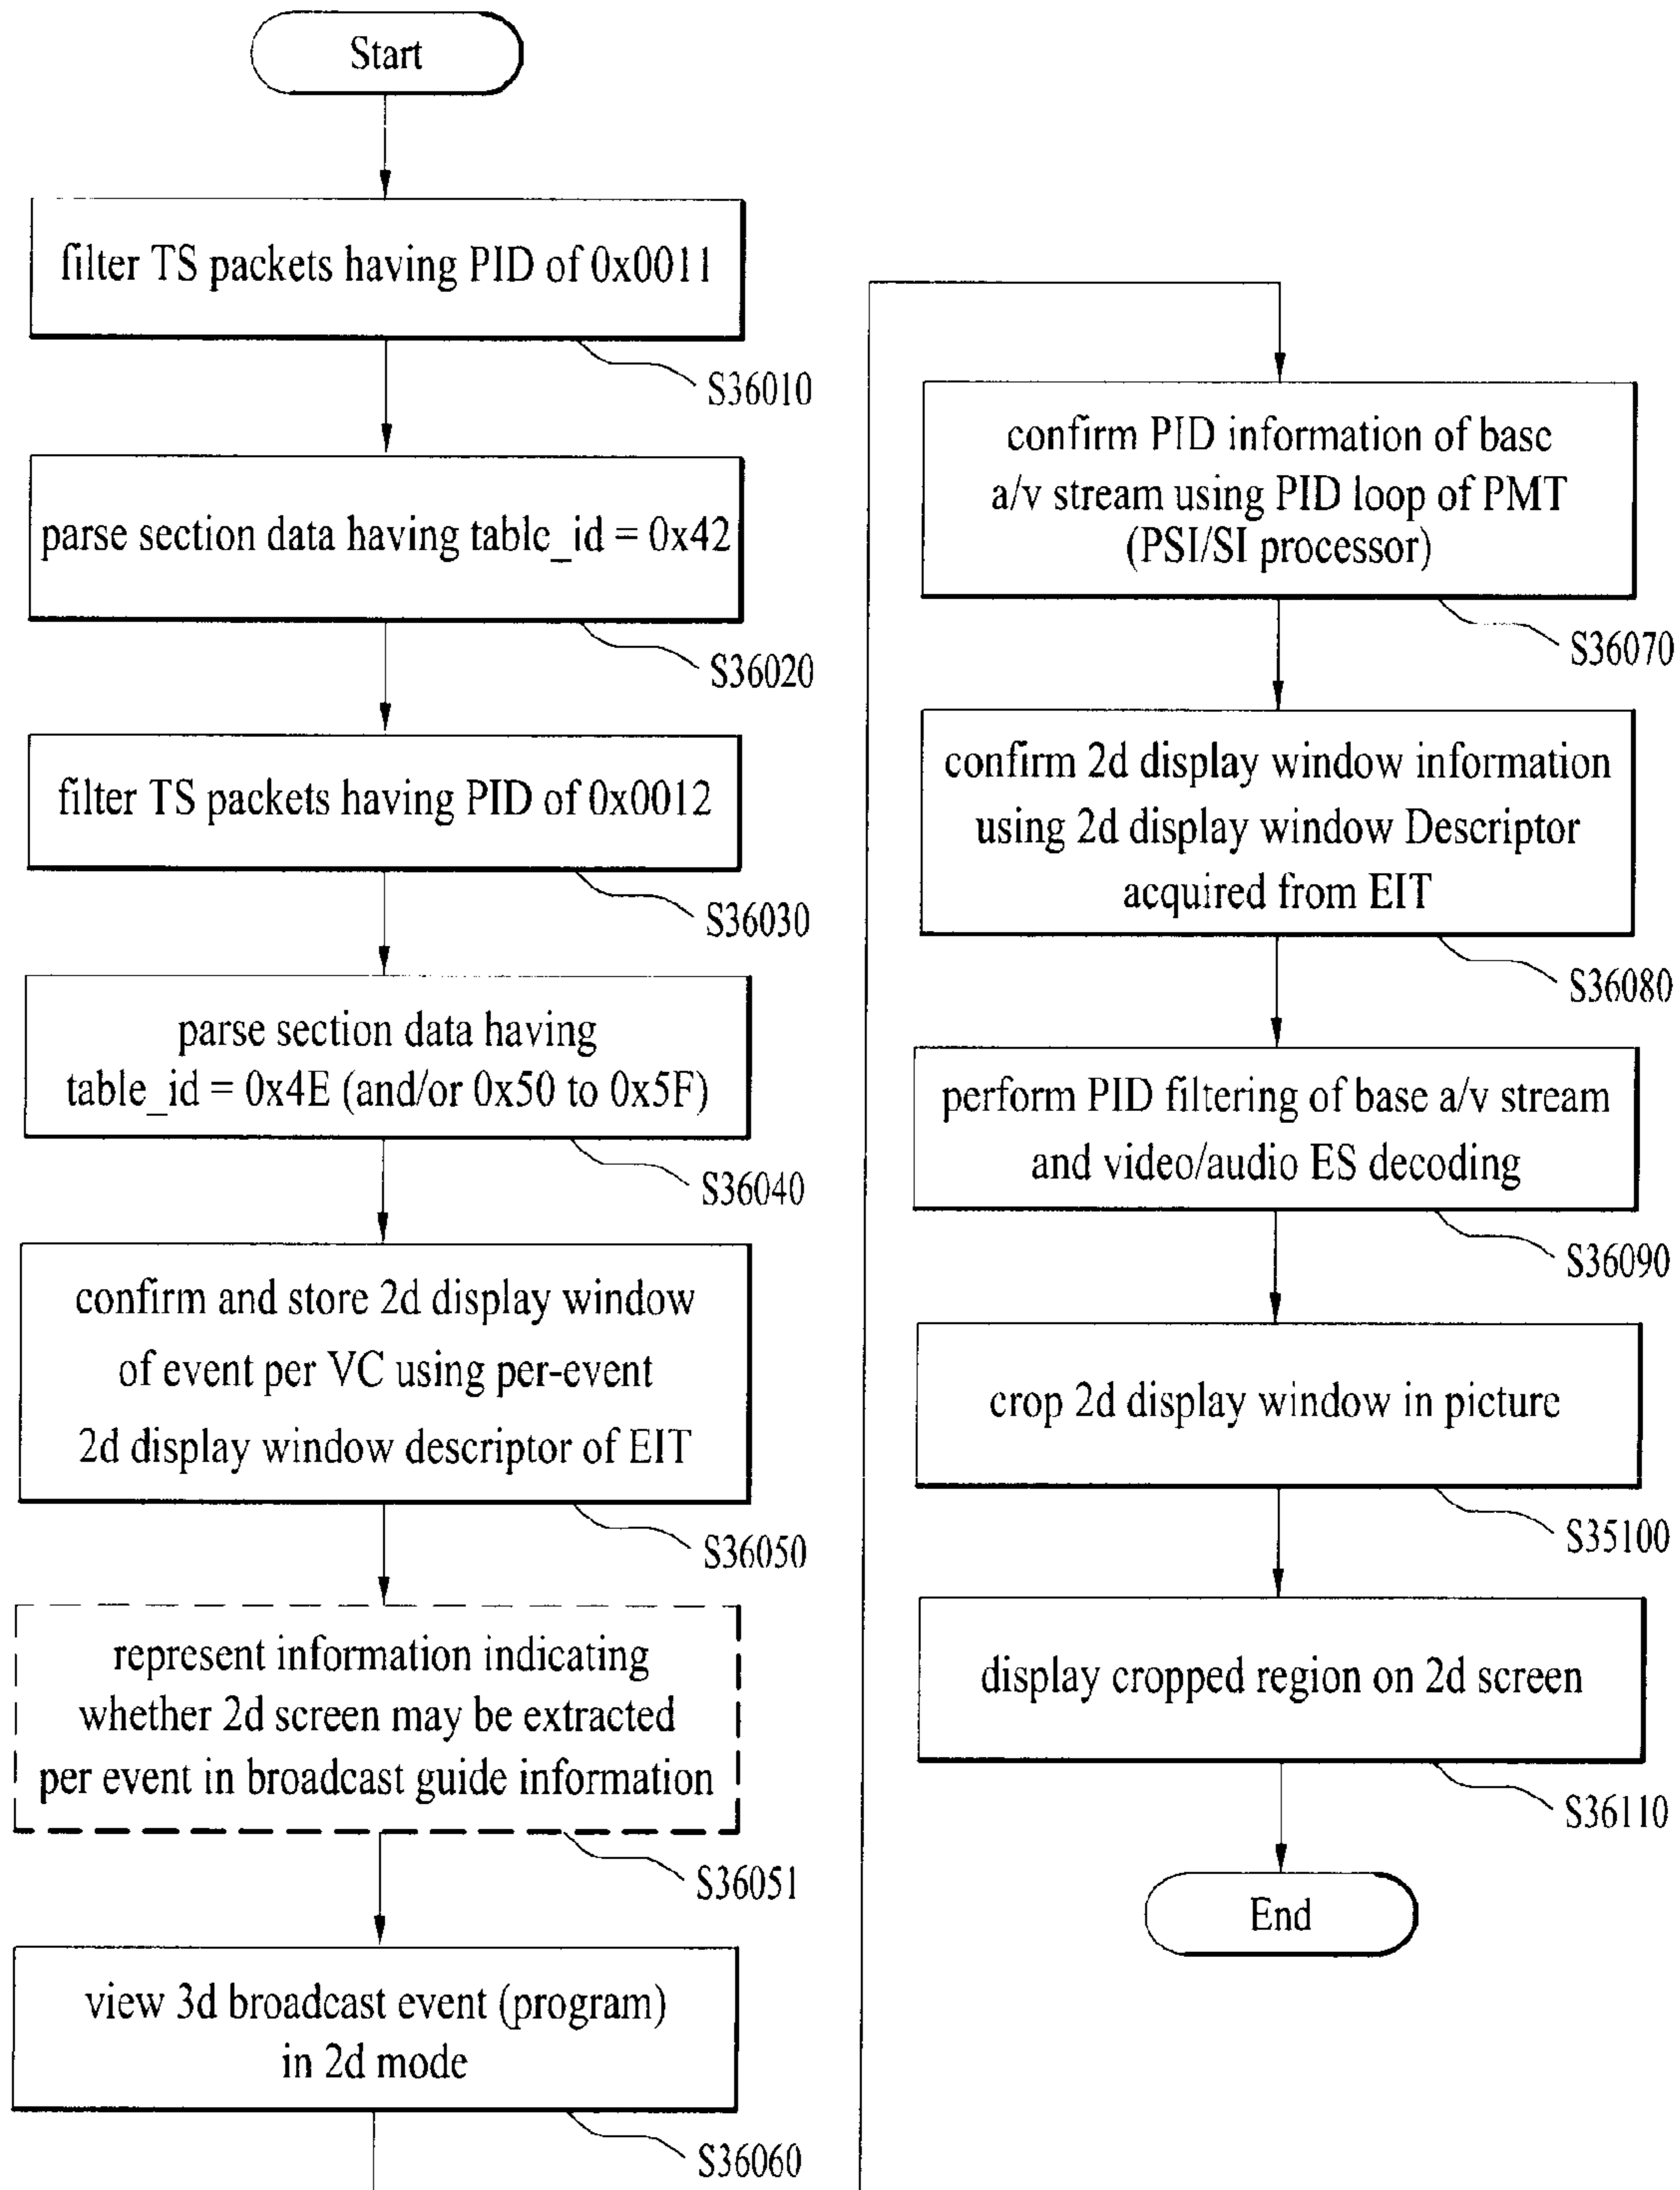 Start
filter TS packets having PID of 0x0011
S36010
parse section data having table_id = 0x42
S36020
filter TS packets having PID of 0x0012
S36030
parse section data having
table_id = 0x4E (and/or 0x50 to 0x5F)
S36040
confirm and store 2d display window
of event per VC using per-event
2d display window descriptor of EIT
S36050
represent information indicating
whether 2d screen may be extracted
per event in broadcast guide information
S36051
view 3d broadcast event (program)
in 2d mode
S36060
confirm PID information of base
a/v stream using PID loop of PMT
(PSI/SI processor)
S36070
confirm 2d display window information
using 2d display window Descriptor
acquired from EIT
S36080
perform PID filtering of base a/v stream
and video/audio ES decoding
S36090
crop 2d display window in picture
S35100
display cropped region on 2d screen
S36110
End